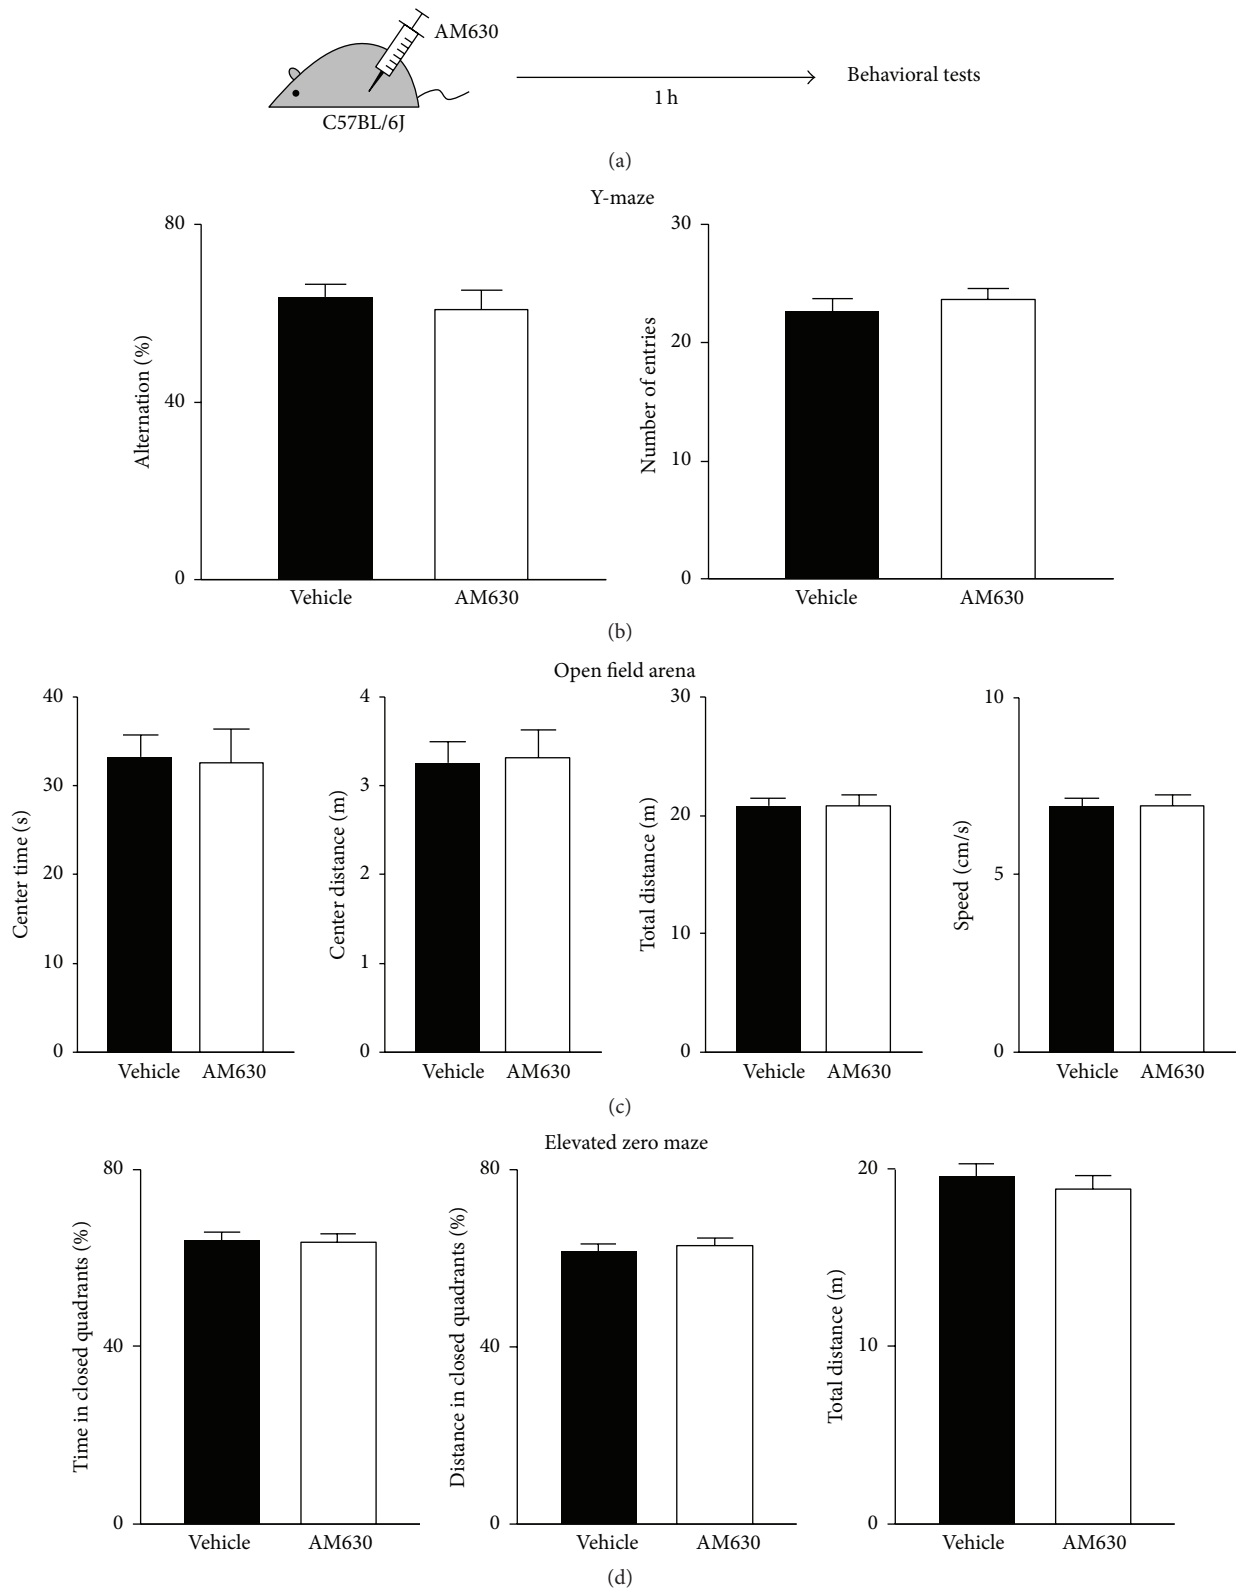 AM630
C57BL/6J
1 h
Behavioral tests
(a)
Y-maze
80
40
0
Alternation (%)
Vehicle AM630
30
20
10
0
Number of entries
Vehicle AM630
(b)
Open field arena
40
30
20
10
0
Center time (s)
Vehicle AM630
4
3
2
1
0
Center distance (m)
Vehicle AM630
30
20
10
0
Total distance (m)
Vehicle AM630
10
5
0
Speed (cm/s)
Vehicle AM630
(c)
Elevated zero maze
80
40
0
Time in closed quadrants (%)
Vehicle AM630
80
40
0
Distance in closed quadrants (%)
Vehicle AM630
20
10
0
Total distance (m)
Vehicle AM630
(d)